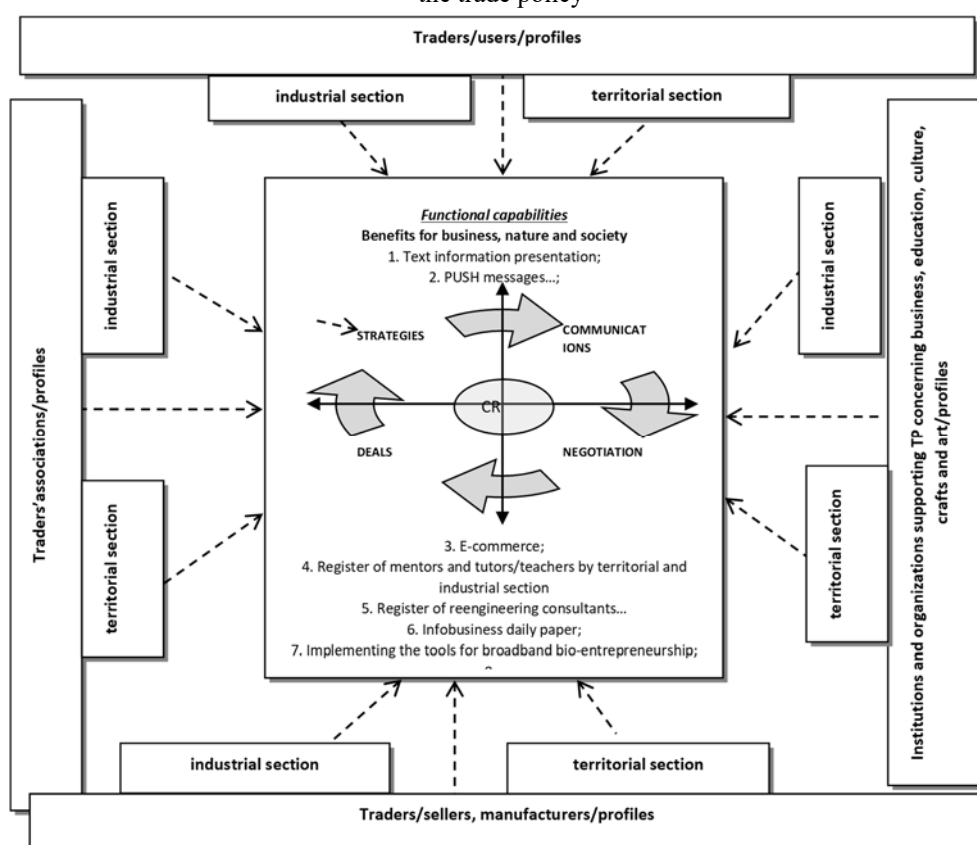 the trade policy
Traders/users/profiles
industrial section
territorial section
Traders'associations/profiles
industrial section
territorial section
Functional capabilities
Benefits for business, nature and society
1. Text information presentation;
2. PUSH messages…;
STRATEGIES
COMMUNICAT
IONS
CR
DEALS
NEGOTIATION
3. E-commerce;
4. Register of mentors and tutors/teachers by territorial and
industrial section
5. Register of reengineering consultants…
6. Infobusiness daily paper;
7. Implementing the tools for broadband bio-entrepreneurship;
industrial section
territorial section
Institutions and organizations supporting TP concerning business, education, culture,
crafts and art/profiles
industrial section
territorial section
Traders/sellers, manufacturers/profiles